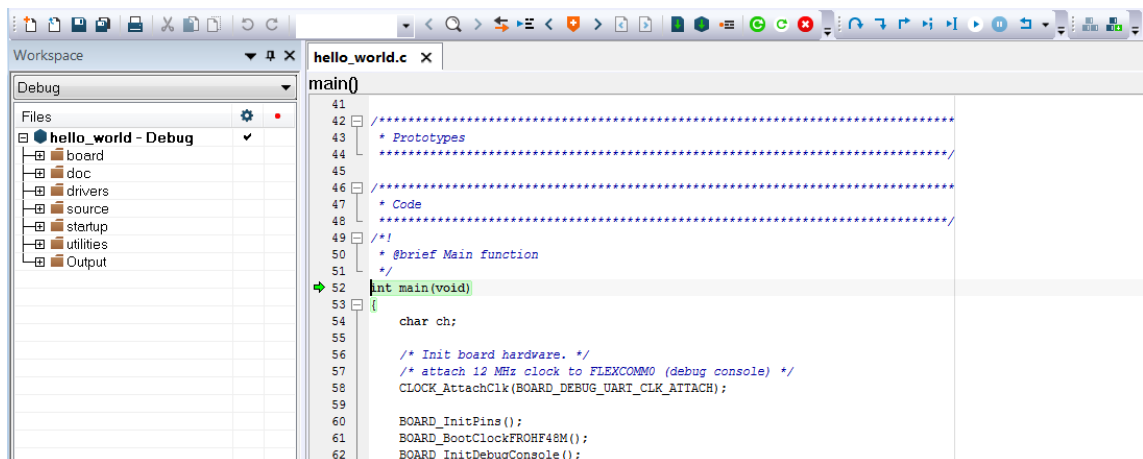 Workspace
Debug
Files
hello_world - Debug
board
doc
drivers
source
startup
utilities
Output
hello_world.c
main()
41
42 /*******************************************************************************
43 * Prototypes
44 ******************************************************************************/
45
46 /*******************************************************************************
47 * Code
48 ******************************************************************************/
49 /*!
50 * @brief Main function
51 */
52 int main(void)
53 {
54 char ch;
55
56 /* Init board hardware. */
57 /* attach 12 MHz clock to FLEXCOMM0 (debug console) */
58 CLOCK_AttachClk(BOARD_DEBUG_UART_CLK_ATTACH);
59
60 BOARD_InitPins();
61 BOARD_BootClockFROHF48M();
62 BOARD_InitDebugConsole();